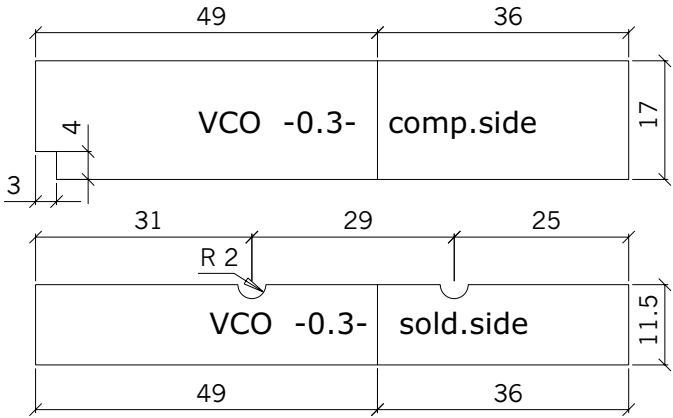 49 36
VCO -0.3- comp.side
17
4
3
31 29 25
R 2
VCO -0.3- sold.side
11.5
49 36